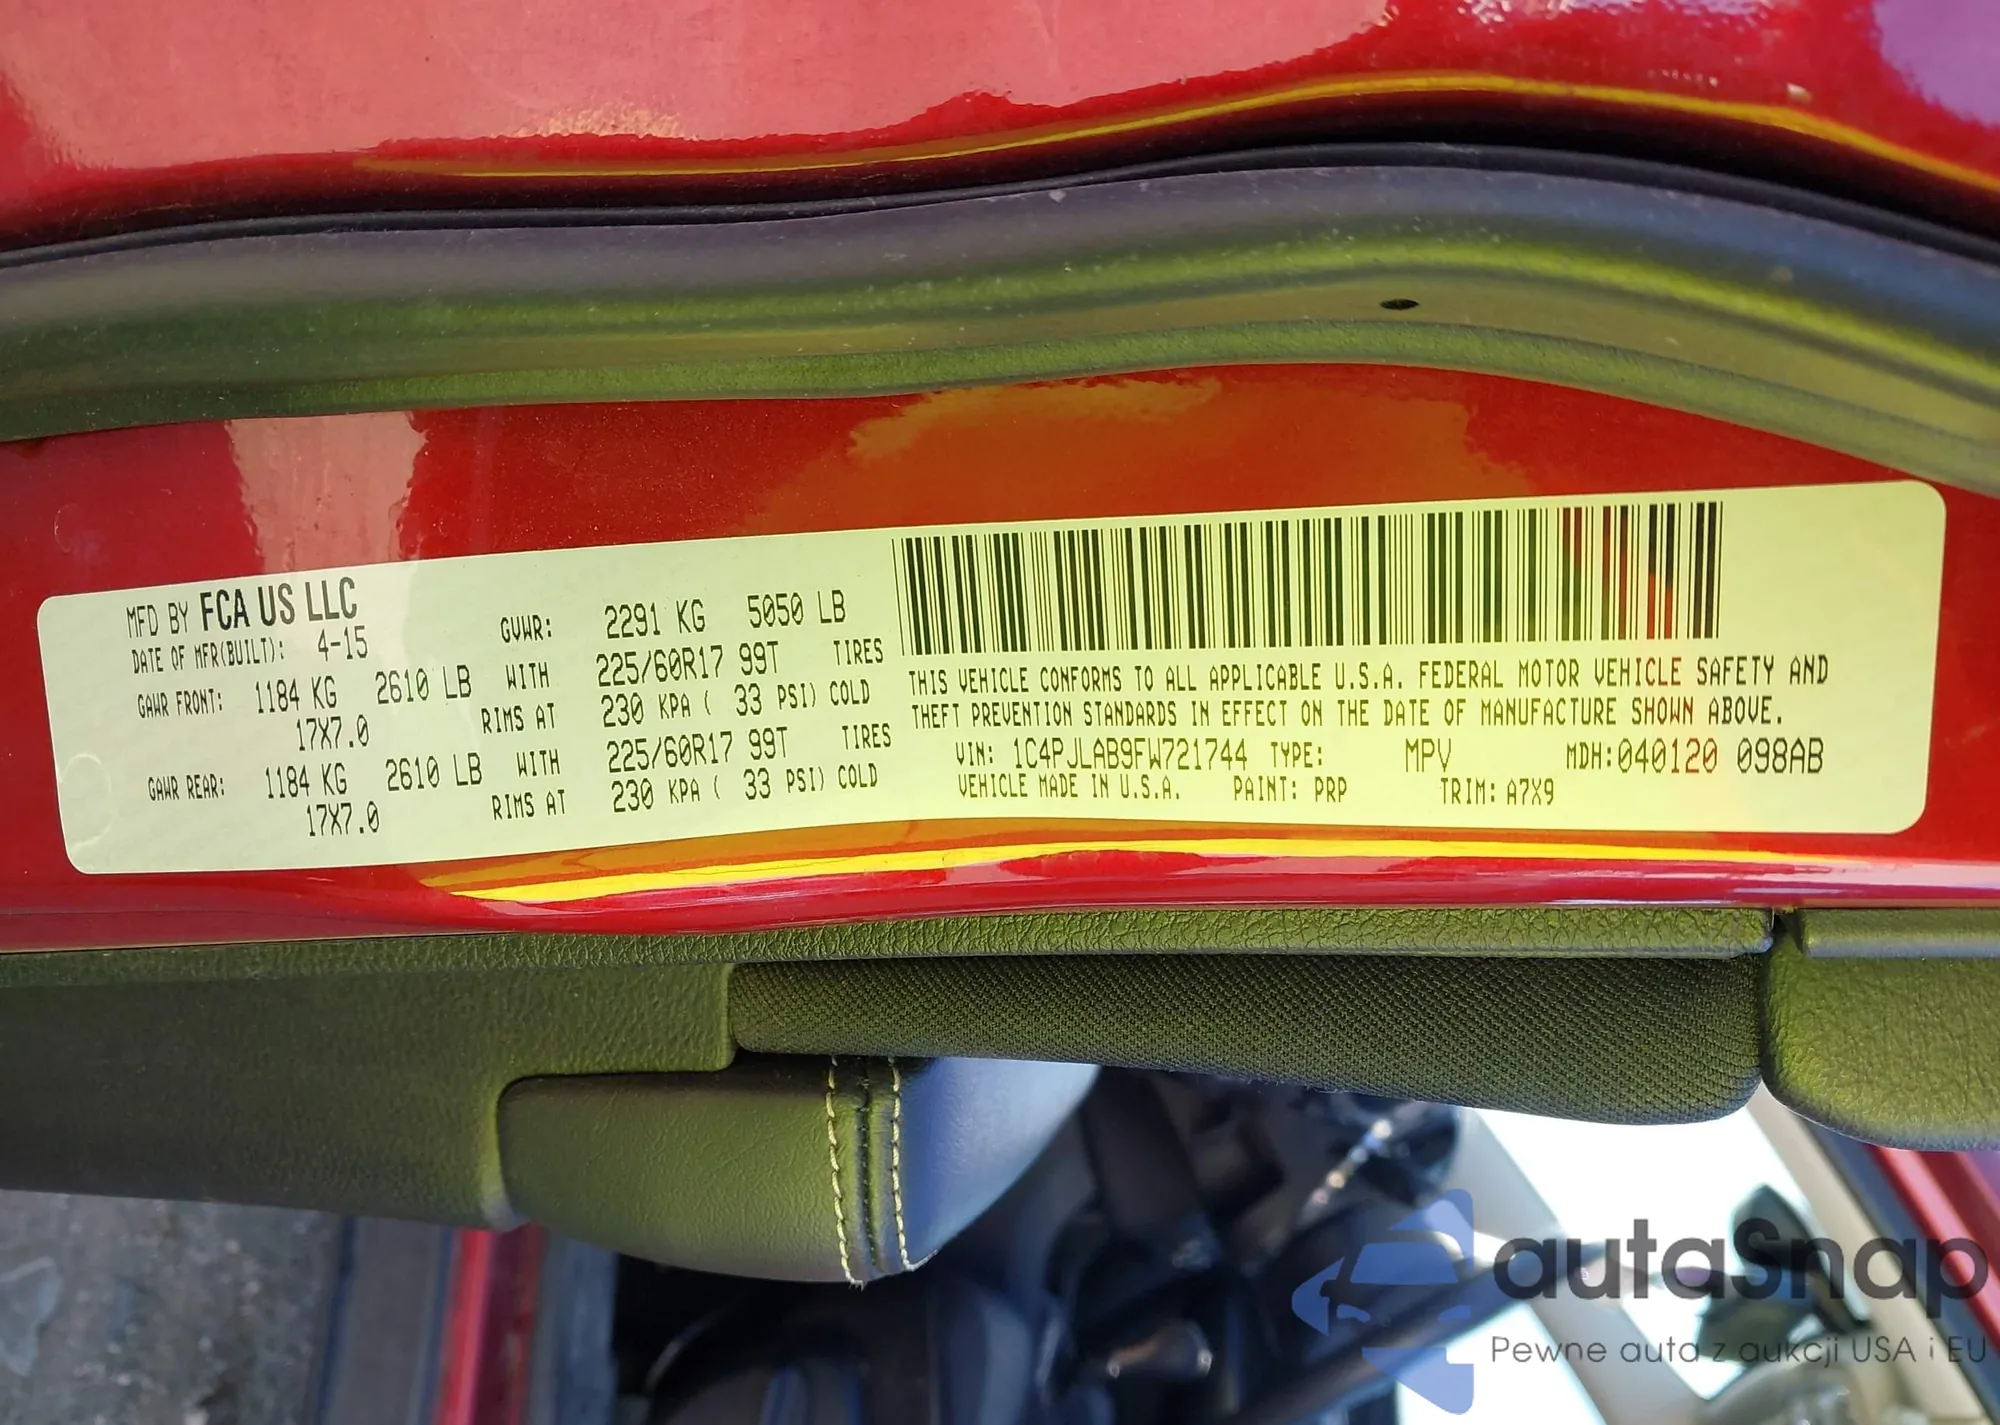 MFD BY FCA US LLC
DATE OF MFR(BUILT): 4-15
GVWR: 2291 KG 5050 LB
GAWR FRONT: 1184 KG 2610 LB WITH 225/60R17 99T TIRES
17X7.0 RIMS AT 230 KPA ( 33 PSI) COLD
GAWR REAR: 1184 KG 2610 LB WITH 225/60R17 99T TIRES
17X7.0 RIMS AT 230 KPA ( 33 PSI) COLD
THIS VEHICLE CONFORMS TO ALL APPLICABLE U.S.A. FEDERAL MOTOR VEHICLE SAFETY AND
THEFT PREVENTION STANDARDS IN EFFECT ON THE DATE OF MANUFACTURE SHOWN ABOVE.
VIN: 1C4PJLAB9FW721744 TYPE: MPV MDH:040120 098AB
VEHICLE MADE IN U.S.A. PAINT: PRP TRIM: A7X9
autaSnap
Pewne auta z aukcji USA i EU